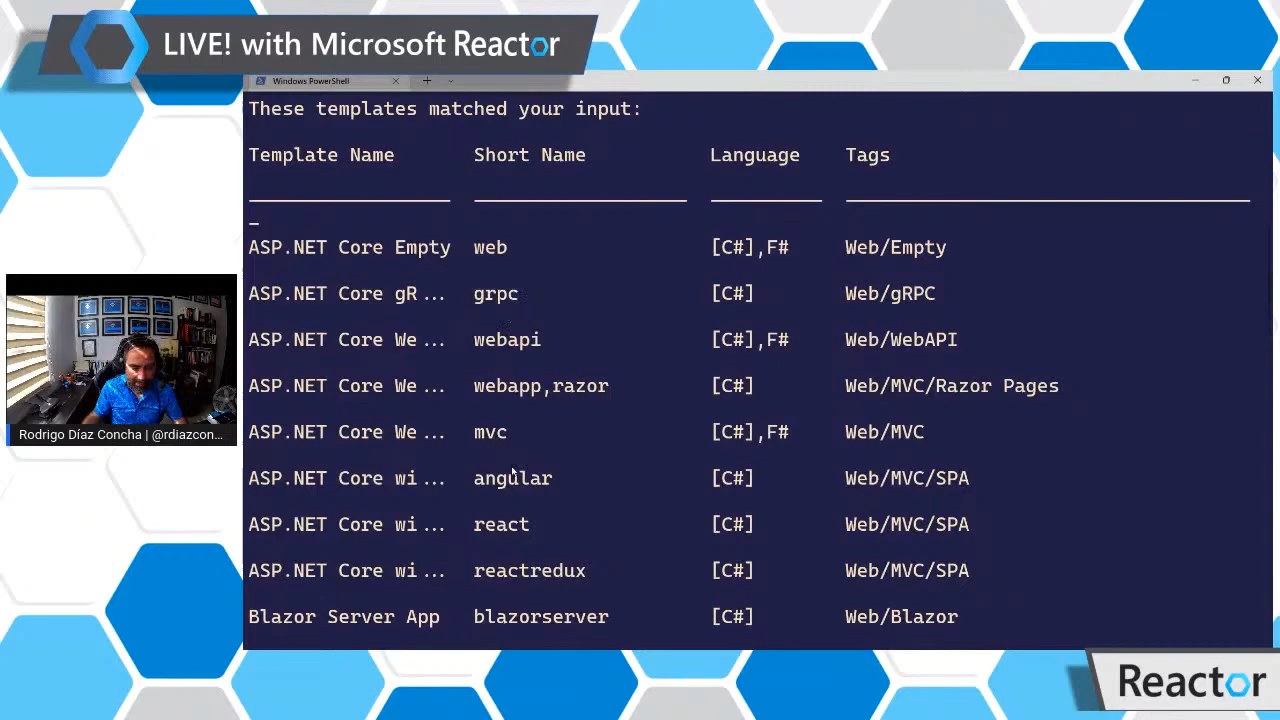 LIVE! with Microsoft Reactor
Windows PowerShell
These templates matched your input:
Template Name Short Name Language Tags
ASP.NET Core Empty web [C#],F# Web/Empty
ASP.NET Core gR... grpc [C#] Web/gRPC
ASP.NET Core We... webapi [C#],F# Web/WebAPI
ASP.NET Core We... webapp,razor [C#] Web/MVC/Razor Pages
ASP.NET Core We... mvc [C#],F# Web/MVC
ASP.NET Core wi... angular [C#] Web/MVC/SPA
ASP.NET Core wi... react [C#] Web/MVC/SPA
ASP.NET Core wi... reactredux [C#] Web/MVC/SPA
Blazor Server App blazorserver [C#] Web/Blazor
Rodrigo Díaz Concha | @rdiazcon...
Reactor